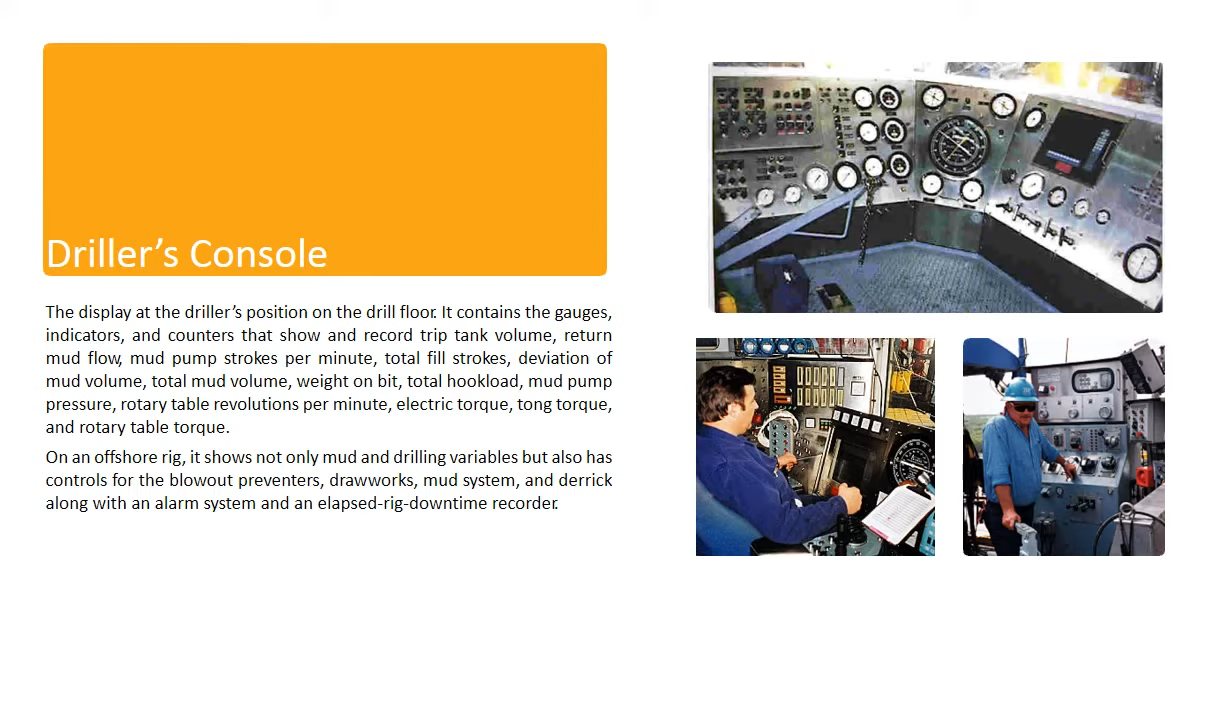 Driller’s Console
The display at the driller’s position on the drill floor. It contains the gauges,
indicators, and counters that show and record trip tank volume, return
mud flow, mud pump strokes per minute, total fill strokes, deviation of
mud volume, total mud volume, weight on bit, total hookload, mud pump
pressure, rotary table revolutions per minute, electric torque, tong torque,
and rotary table torque.
On an offshore rig, it shows not only mud and drilling variables but also has
controls for the blowout preventers, drawworks, mud system, and derrick
along with an alarm system and an elapsed-rig-downtime recorder.